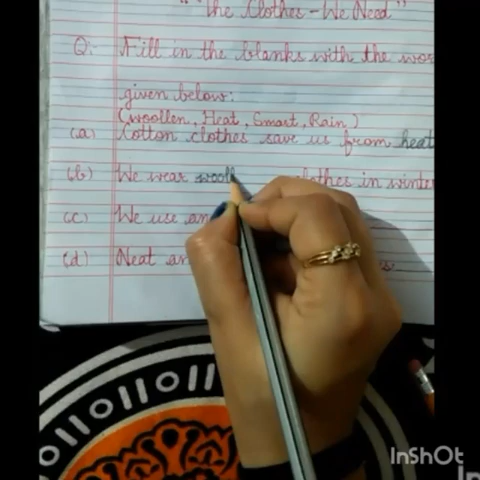 "The Clothes - We Need"
Q:- Fill in the blanks with the
given below:
(Woollen, Heat, Smart, Rain)
(a) Cotton clothes save us from heat
(b) We wear wooll clothes in winter
(c) We use an
(d) Neat an
InShOt
In